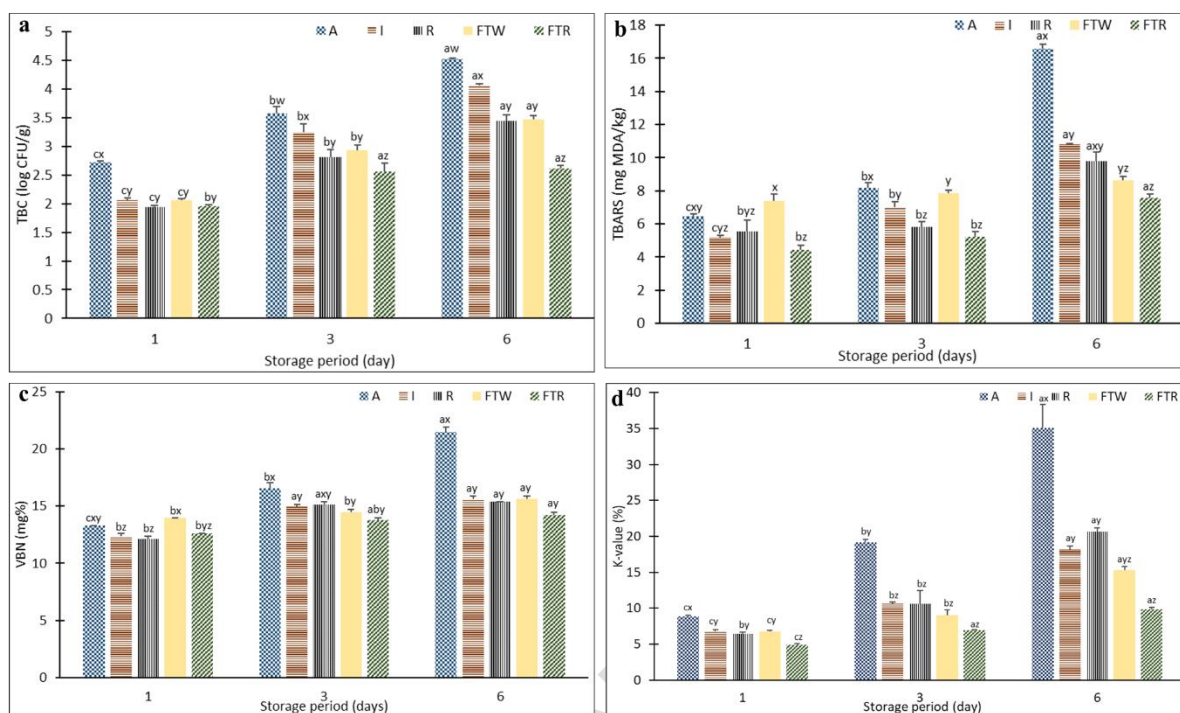 a
A I R FTW FTR
TBC (log CFU/g)
5
4.5
4
3.5
3
2.5
2
1.5
1
0.5
0
cx cy cy cy by
bw bx by by az
aw ax ay ay az
1 3 6
Storage period (day)
b
A I R FTW FTR
TBARS (mg MDA/kg)
18
16
14
12
10
8
6
4
2
0
cxy cyz byz x bz
bx by bz y bz
ax ay axy yz az
1 3 6
Storage period (days)
c
A I R FTW FTR
VBN (mg%)
25
20
15
10
5
0
cxy bz bz bx byz
bx ay axy by aby
ax ay ay ay ay
1 3 6
Storage period (days)
d
A I R FTW FTR
K-value (%)
40
35
30
25
20
15
10
5
0
cx cy by cy cz
by bz bz bz az
ax ay ay ayz az
1 3 6
Storage period (days)